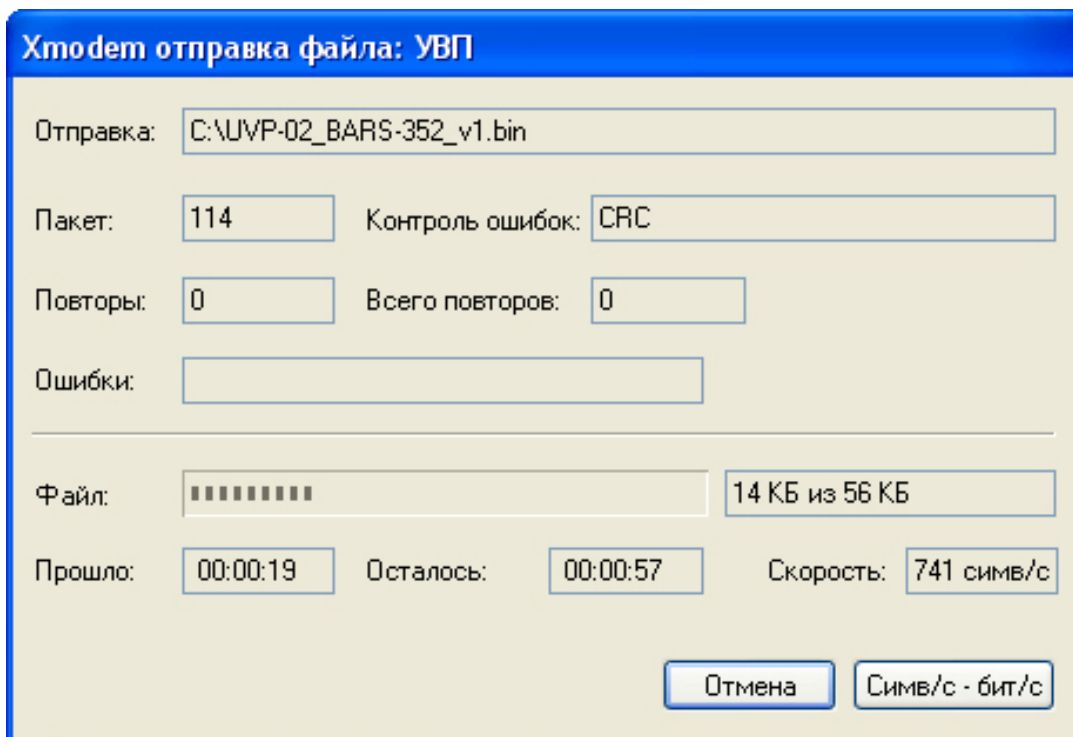 Xmodem отправка файла: УВП
Отправка: C:\UVP-02_BARS-352_v1.bin
Пакет: 114 Контроль ошибок: CRC
Повторы: 0 Всего повторов: 0
Ошибки:
Файл: 14 КБ из 56 КБ
Прошло: 00:00:19 Осталось: 00:00:57 Скорость: 741 симв/с
Отмена Симв/с - бит/с